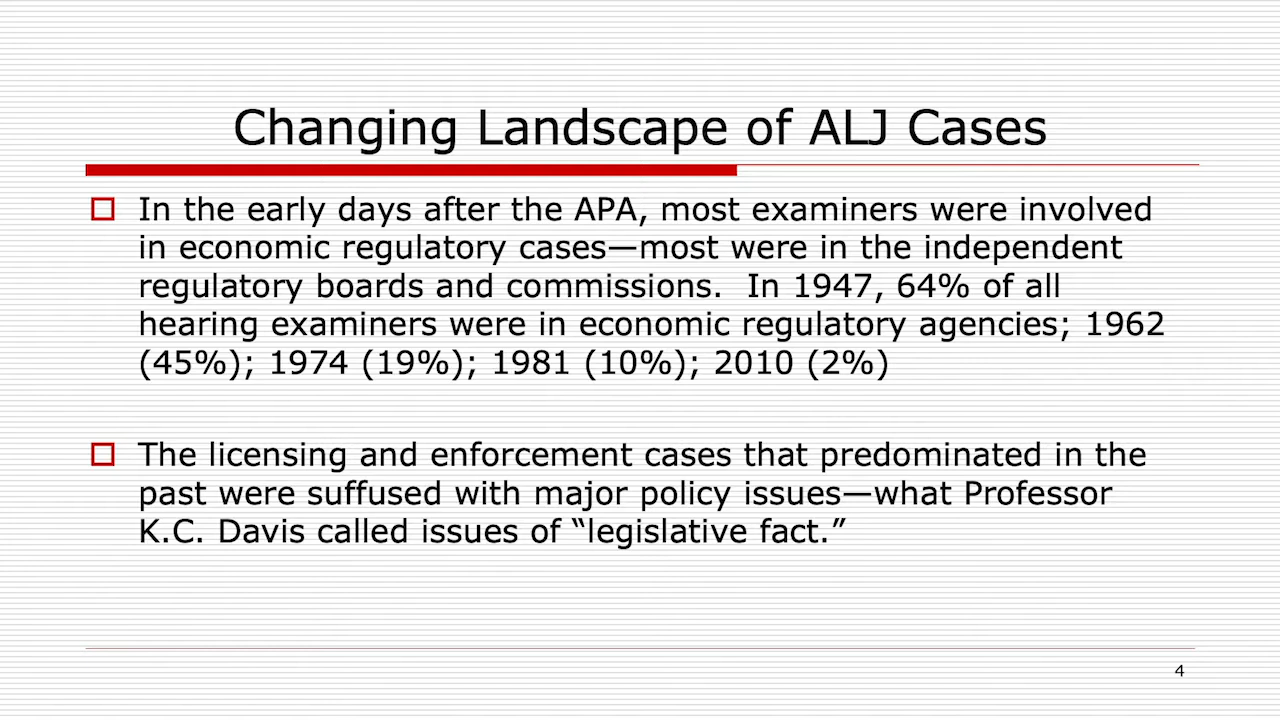 Changing Landscape of ALJ Cases
In the early days after the APA, most examiners were involved
in economic regulatory cases—most were in the independent
regulatory boards and commissions.  In 1947, 64% of all
hearing examiners were in economic regulatory agencies; 1962
(45%); 1974 (19%); 1981 (10%); 2010 (2%)
The licensing and enforcement cases that predominated in the
past were suffused with major policy issues—what Professor
K.C. Davis called issues of “legislative fact.”
4